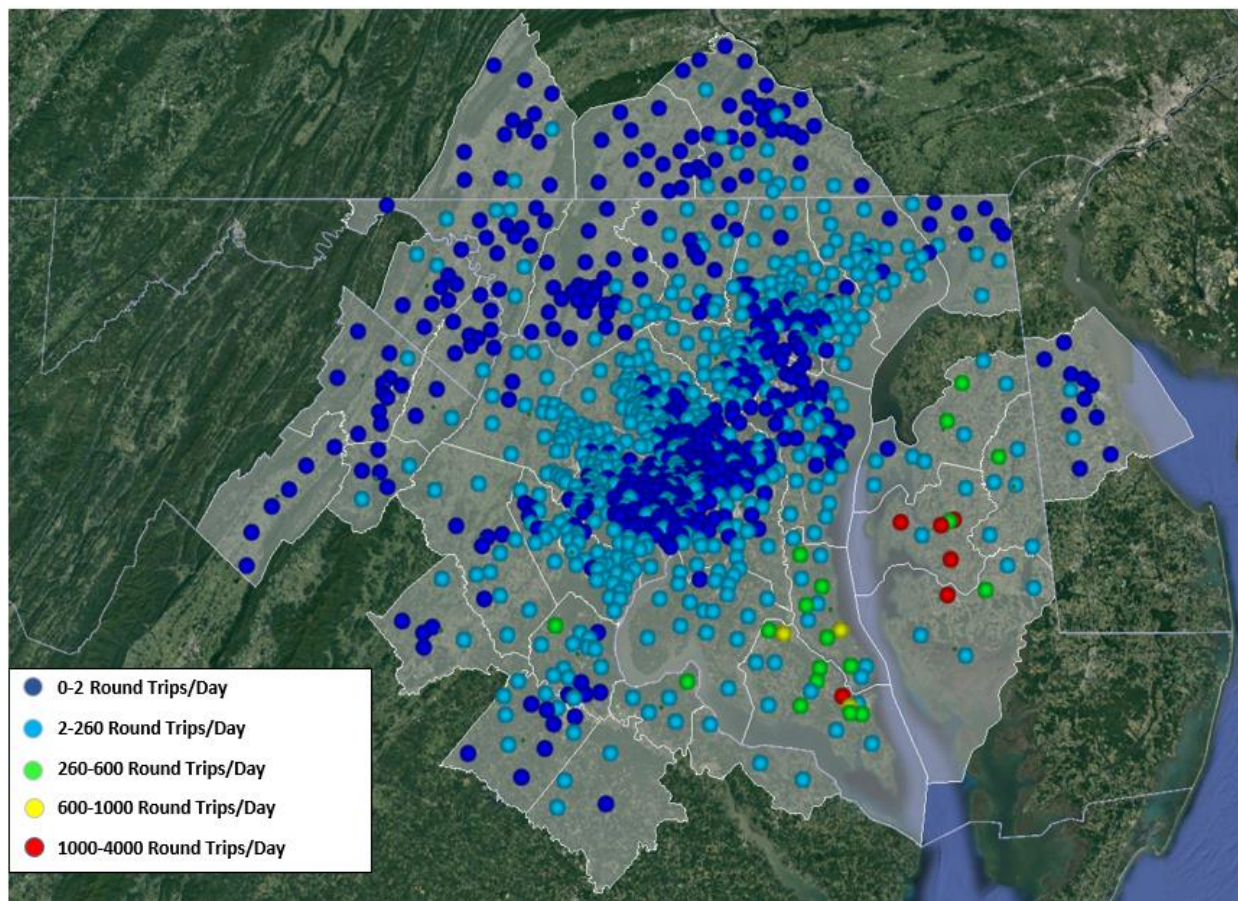 0-2 Round Trips/Day
2-260 Round Trips/Day
260-600 Round Trips/Day
600-1000 Round Trips/Day
1000-4000 Round Trips/Day